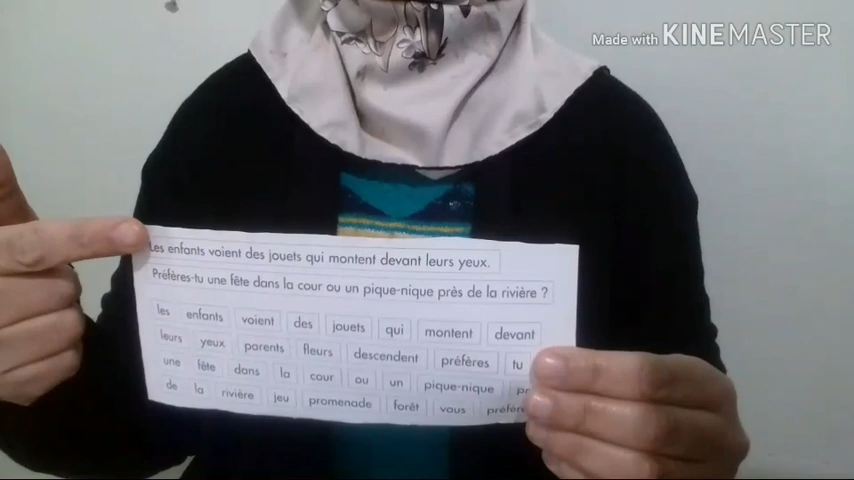 Made with KINEMASTER
Les enfants voient des jouets qui montent devant leurs yeux.
Préfères-tu une fête dans la cour ou un pique-nique près de la rivière ?
les enfants voient des jouets qui montent devant
leurs yeux parents fleurs descendent préfères tu
une fête dans la cour ou un pique-nique
de la rivière jeu promenade forêt vous